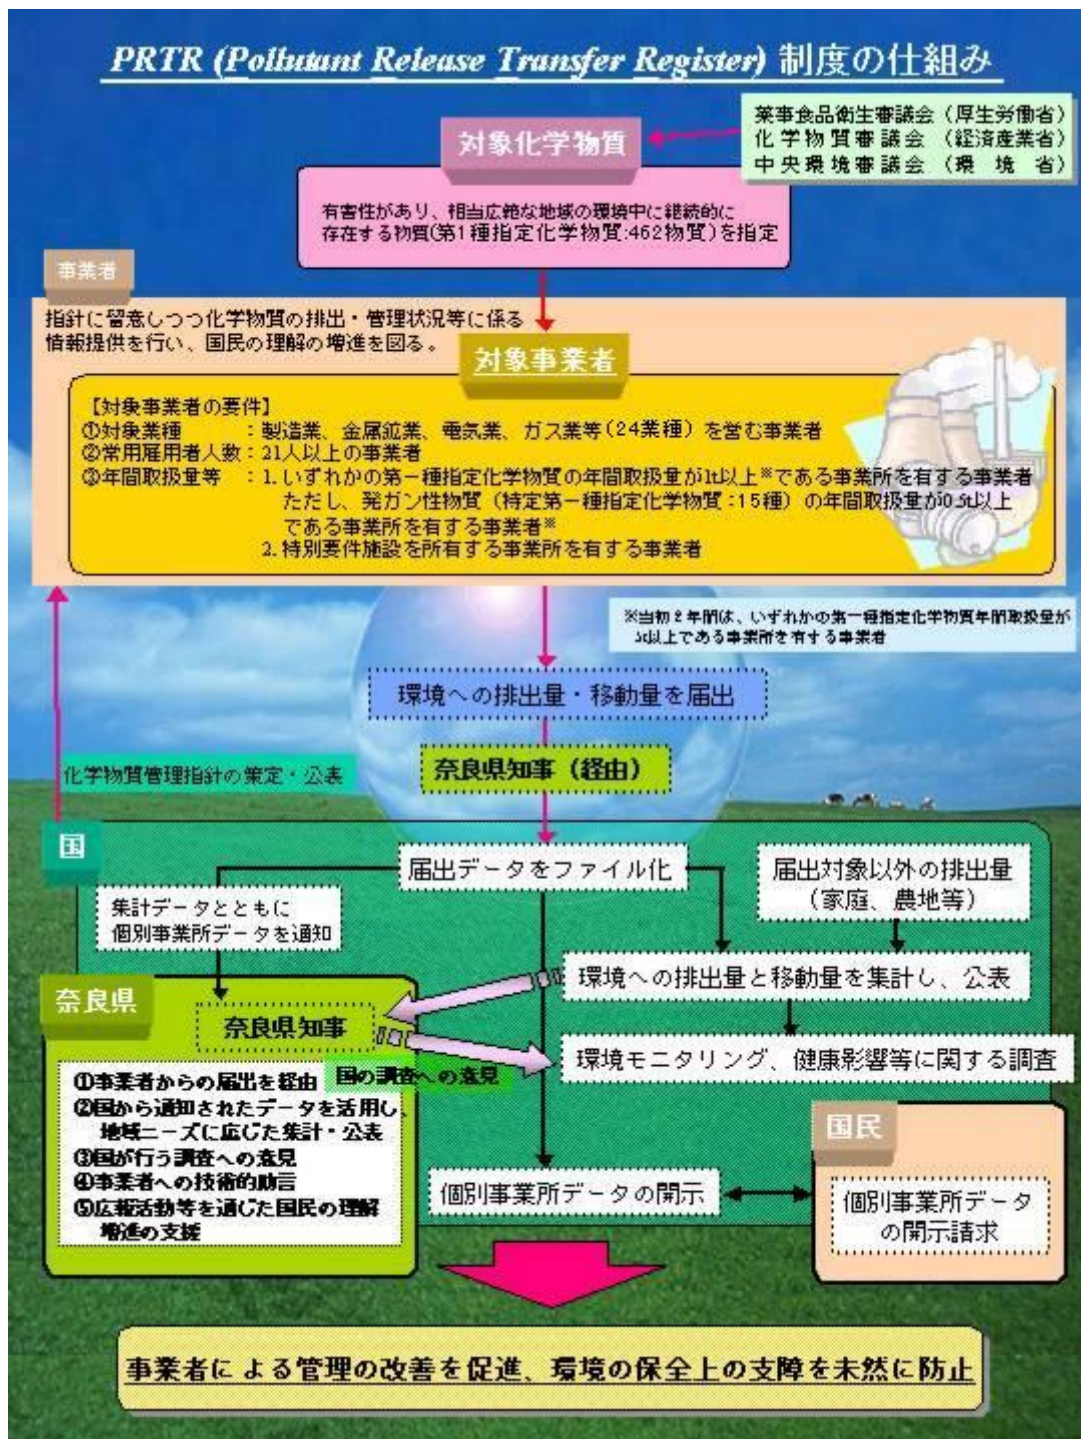 PRTR (Pollutant Release Transfer Register) 制度の仕組み
薬事食品衛生審議会（厚生労働省）
化学物質審議会（経済産業省）
中央環境審議会（環境省）
対象化学物質
有害性があり、相当広範な地域の環境中に継続的に
存在する物質(第1種指定化学物質:462物質)を指定
事業者
指針に留意しつつ化学物質の排出・管理状況等に係る
情報提供を行い、国民の理解の増進を図る。
対象事業者
【対象事業者の要件】
①対象業種　　　：製造業、金属鉱業、電気業、ガス業等(24業種）を営む事業者
②常用雇用者人数：21人以上の事業者
③年間取扱量等　：1. いずれかの第一種指定化学物質の年間取扱量が1t以上※である事業所を有する事業者
ただし、発ガン性物質（特定第一種指定化学物質：15種）の年間取扱量が0.5t以上
である事業所を有する事業者※
2. 特別要件施設を所有する事業所を有する事業者
※当初２年間は、いずれかの第一種指定化学物質年間取扱量が
5t以上である事業所を有する事業者
環境への排出量・移動量を届出
奈良県知事（経由）
化学物質管理指針の策定・公表
国
届出データをファイル化
届出対象以外の排出量
（家庭、農地等）
集計データとともに
個別事業所データを通知
環境への排出量と移動量を集計し、公表
奈良県
奈良県知事
環境モニタリング、健康影響等に関する調査
国の調査への意見
①事業者からの届出を経由
②国から通知されたデータを活用し、
地域ニーズに応じた集計・公表
③国が行う調査への意見
④事業者への技術的助言
⑤広報活動等を通じた国民の理解
増進の支援
国民
個別事業所データの開示
個別事業所データ
の開示請求
事業者による管理の改善を促進、環境の保全上の支障を未然に防止